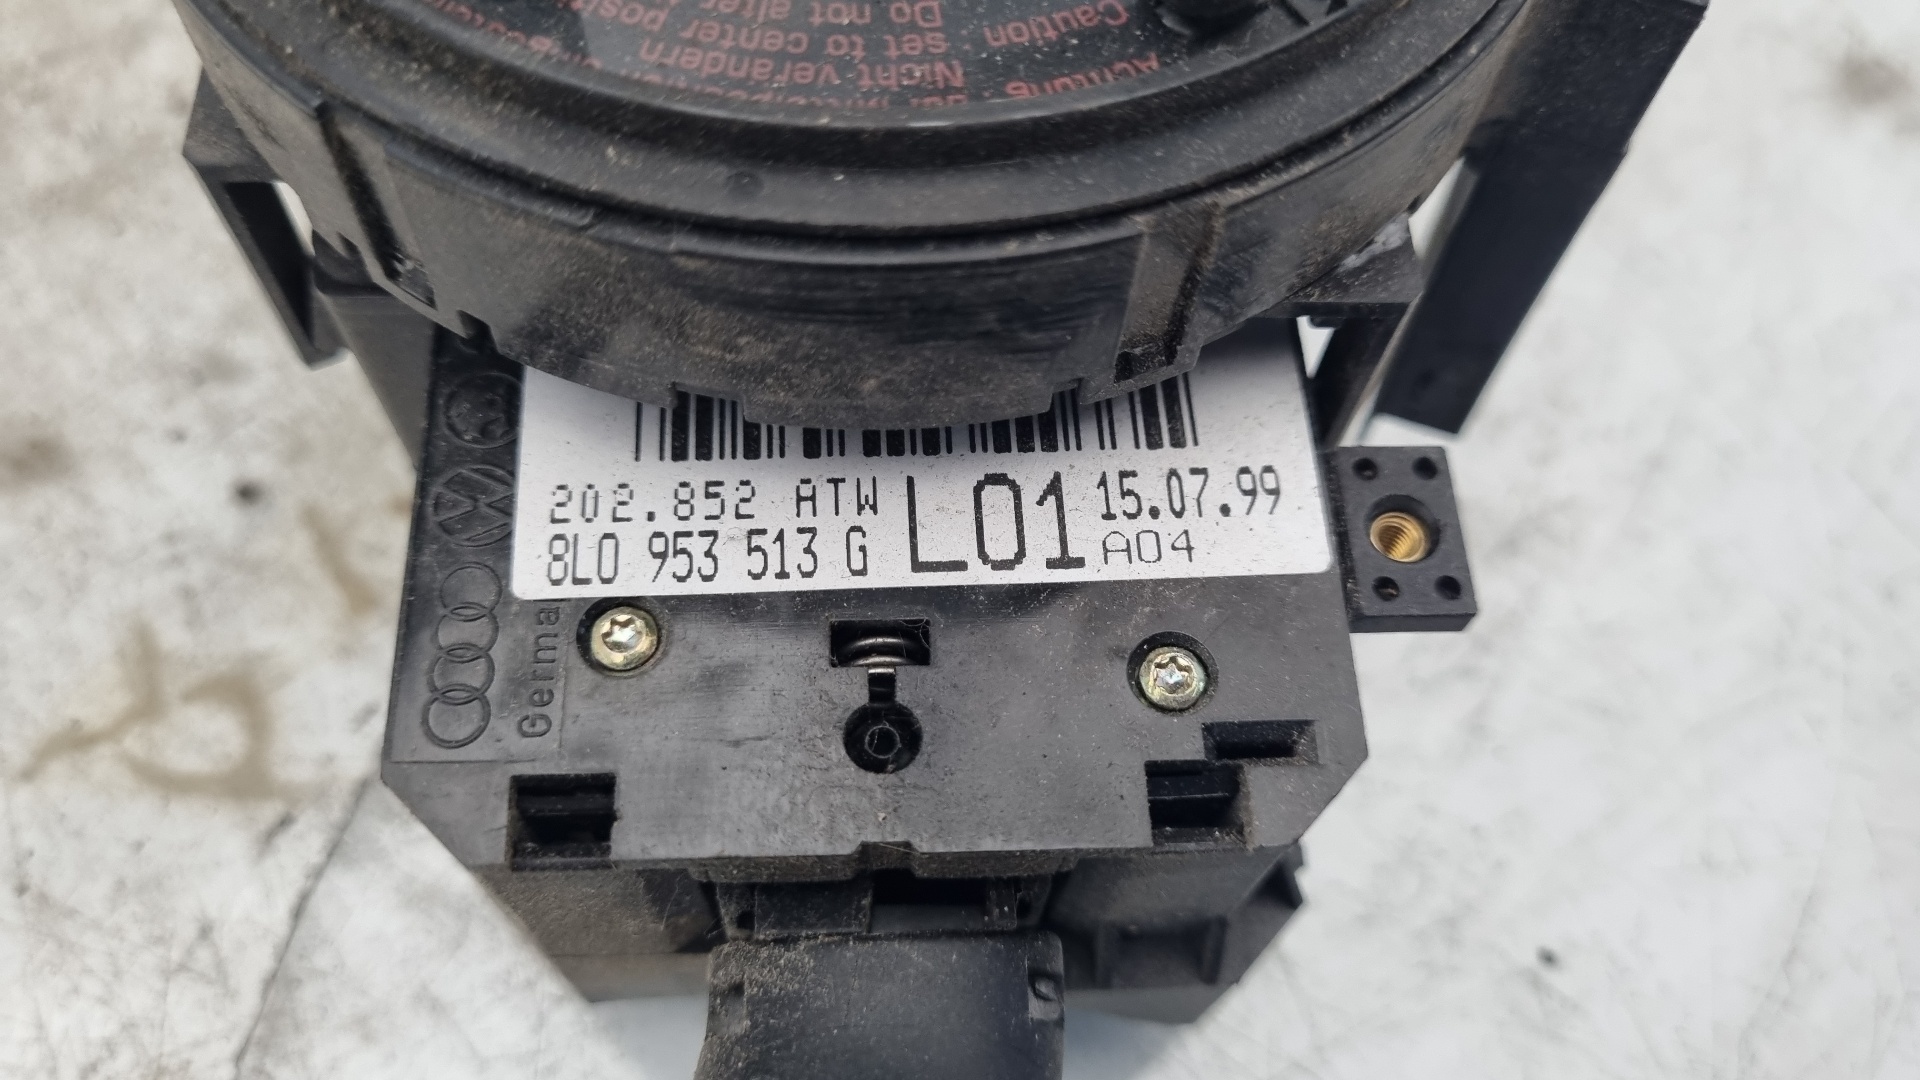 Achtung
Nicht verändern
Caution · set to center
Do not alter
202.852 ATW L01 15.07.99
8L0 953 513 G A04
Germa